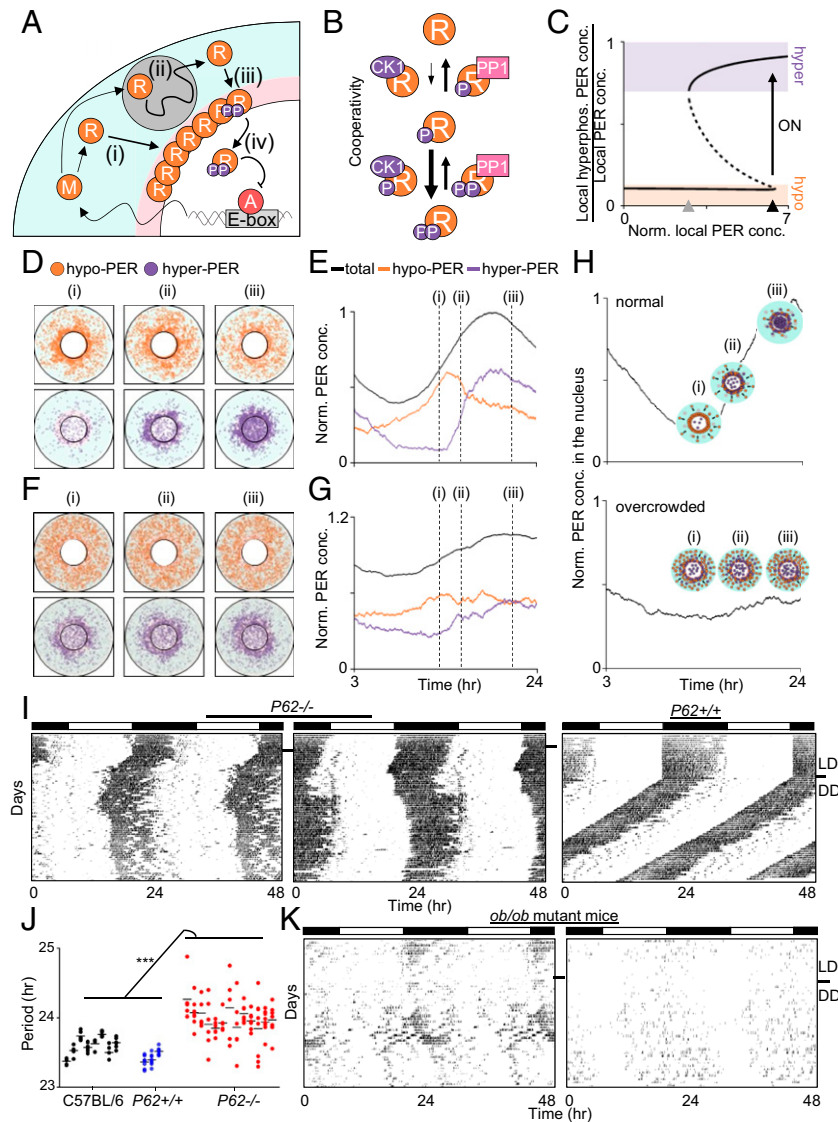 A
R
(ii)
R
(iii)
R
R
(i)
R
R
R
R
R
R
R
PP
(iv)
R
PP
M
A
E-box
B
R
CK1
R
R
P
PP1
Cooperativity
R
P
CK1
R
P
R
PP
PP1
R
PP
C
Local hyperphos. PER conc.
Local PER conc.
1
0
0
7
Norm. local PER conc.
ON
hyper
hypo
D
hypo-PER
hyper-PER
(i)
(ii)
(iii)
E
total
hypo-PER
hyper-PER
(i)
(ii)
(iii)
1
0
Norm. PER conc.
F
(i)
(ii)
(iii)
G
(i)
(ii)
(iii)
1.2
0
Norm. PER conc.
3
Time (hr)
24
H
1
normal
(i)
(ii)
(iii)
0
1
overcrowded
(i)
(ii)
(iii)
0
Norm. PER conc. in the nucleus
3
24
I
P62-/-
P62+/+
Days
LD
DD
0
24
48
0
24
48
0
24
48
Time (hr)
J
25
24
23
Period (hr)
***
C57BL/6
P62+/+
P62-/-
K
ob/ob mutant mice
Days
LD
DD
0
24
48
0
24
48
Time (hr)